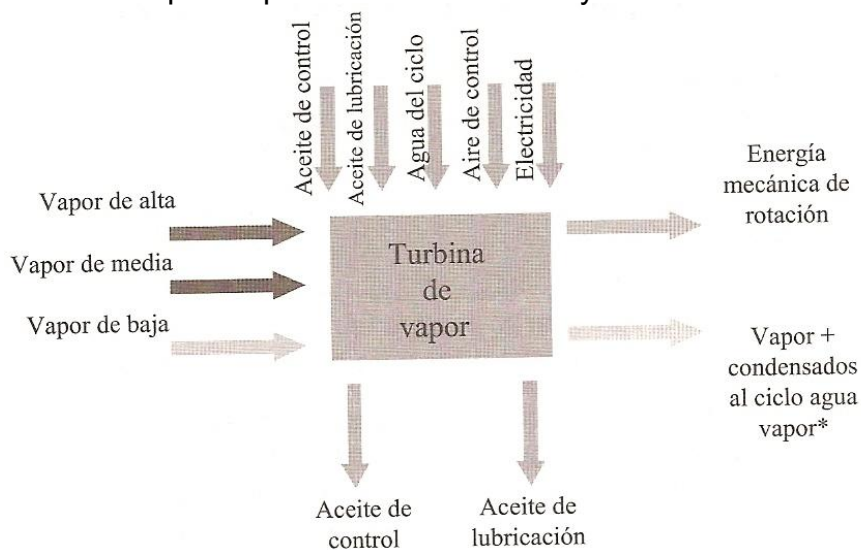 Aceite de control
Aceite de lubricación
Agua del ciclo
Aire de control
Electricidad
Vapor de alta
Vapor de media
Vapor de baja
Turbina
de
vapor
Energía
mecánica de
rotación
Vapor +
condensados
al ciclo agua
vapor*
Aceite de
control
Aceite de
lubricación